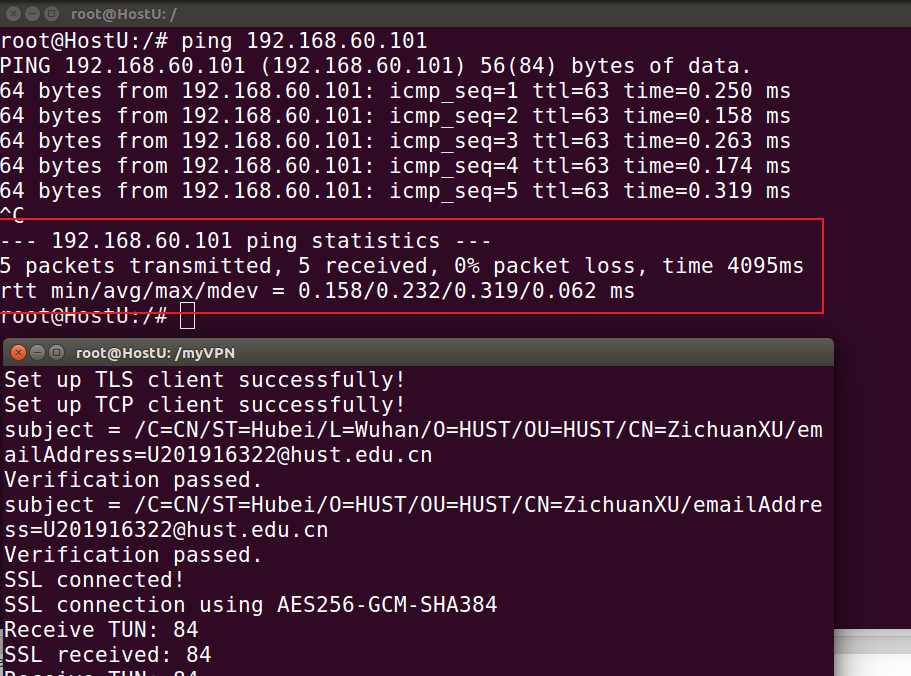 root@HostU: /
root@HostU:/# ping 192.168.60.101
PING 192.168.60.101 (192.168.60.101) 56(84) bytes of data.
64 bytes from 192.168.60.101: icmp_seq=1 ttl=63 time=0.250 ms
64 bytes from 192.168.60.101: icmp_seq=2 ttl=63 time=0.158 ms
64 bytes from 192.168.60.101: icmp_seq=3 ttl=63 time=0.263 ms
64 bytes from 192.168.60.101: icmp_seq=4 ttl=63 time=0.174 ms
64 bytes from 192.168.60.101: icmp_seq=5 ttl=63 time=0.319 ms
^C
--- 192.168.60.101 ping statistics ---
5 packets transmitted, 5 received, 0% packet loss, time 4095ms
rtt min/avg/max/mdev = 0.158/0.232/0.319/0.062 ms
root@HostU:/#
root@HostU: /myVPN
Set up TLS client successfully!
Set up TCP client successfully!
subject = /C=CN/ST=Hubei/L=Wuhan/O=HUST/OU=HUST/CN=ZichuanXU/em
ailAddress=U201916322@hust.edu.cn
Verification passed.
subject = /C=CN/ST=Hubei/O=HUST/OU=HUST/CN=ZichuanXU/emailAddre
ss=U201916322@hust.edu.cn
Verification passed.
SSL connected!
SSL connection using AES256-GCM-SHA384
Receive TUN: 84
SSL received: 84
Receive TUN: 84